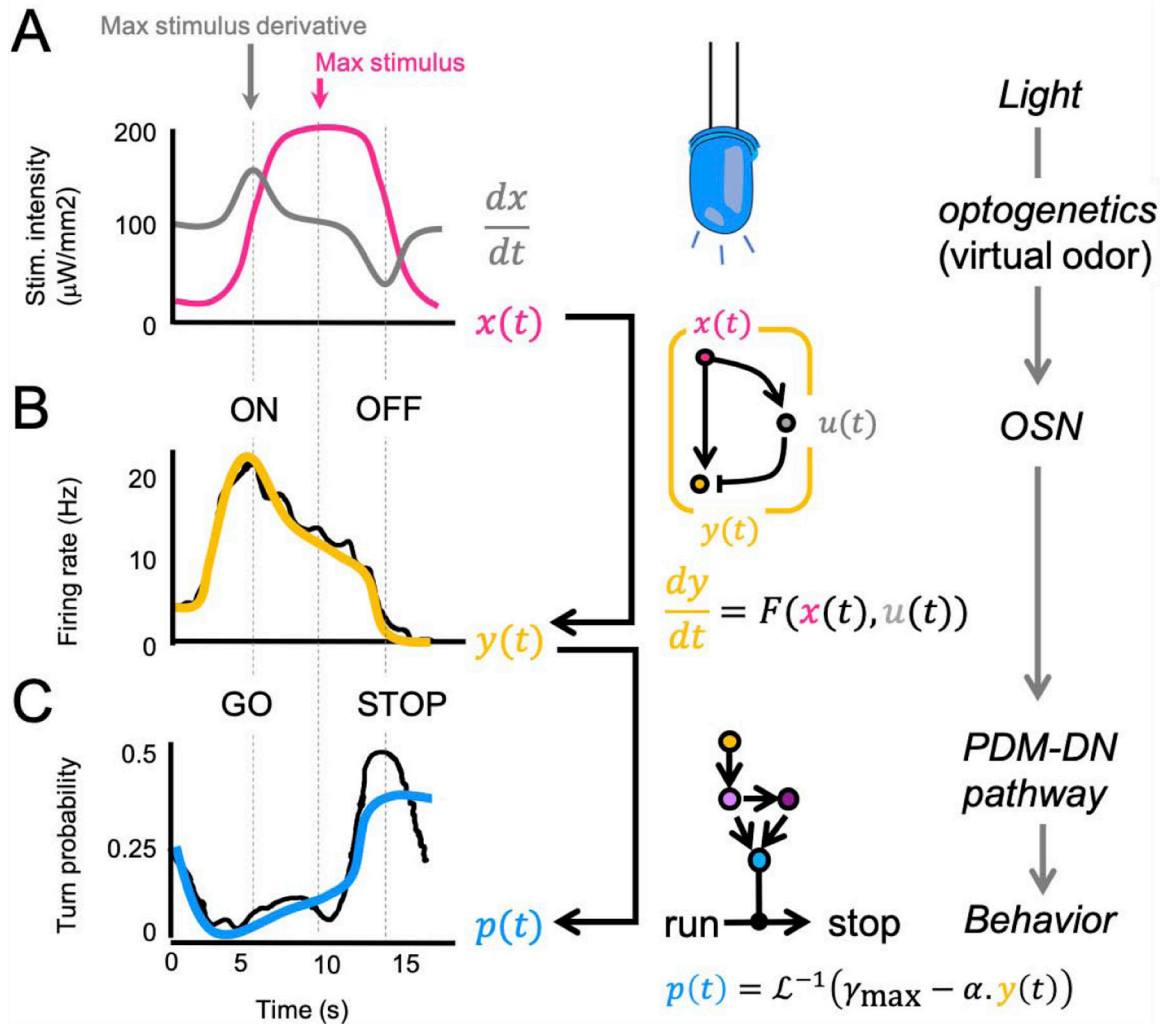 A
Max stimulus derivative
Max stimulus
Stim. intensity
(µW/mm2)
200
100
0
dx
dt
x(t)
Light
optogenetics
(virtual odor)
B
ON
OFF
Firing rate (Hz)
20
10
0
y(t)
x(t)
u(t)
y(t)
dy/dt = F(x(t),u(t))
OSN
C
GO
STOP
Turn probability
0.5
0.25
0
0
5
10
15
Time (s)
p(t)
run
stop
p(t) = ℒ⁻¹(γmax − α.y(t))
PDM-DN
pathway
Behavior